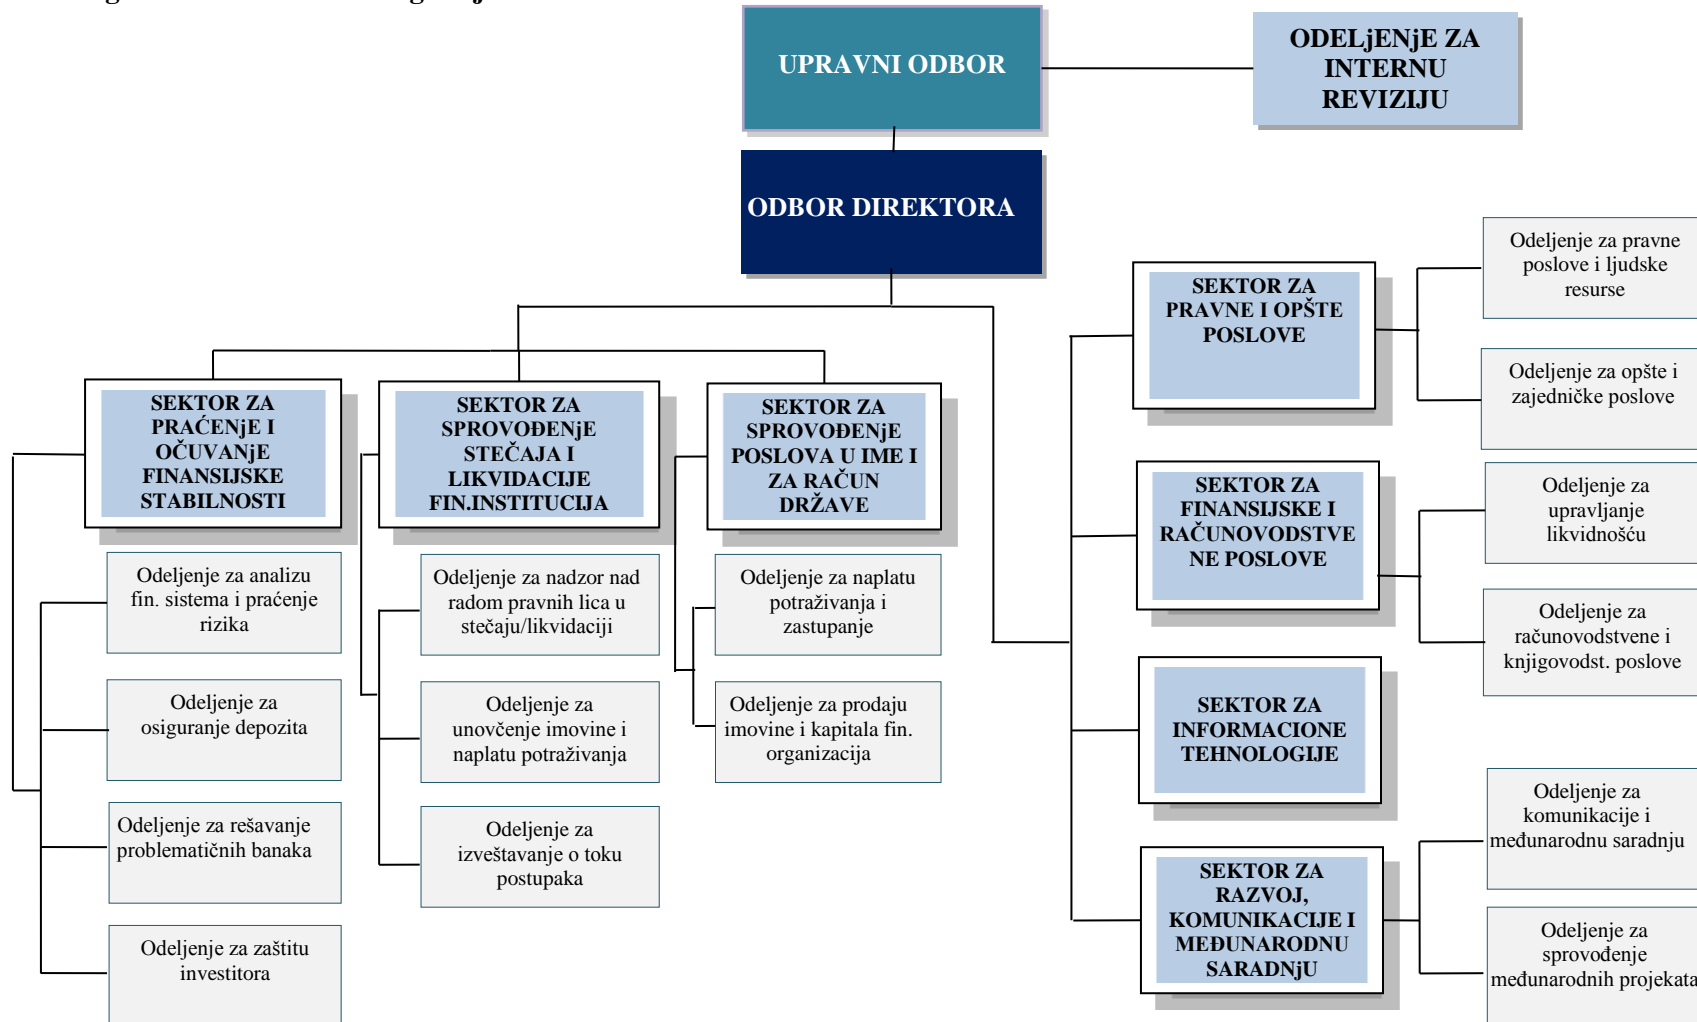 UPRAVNI ODBOR
ODELjENjE ZA
INTERNU
REVIZIJU
ODBOR DIREKTORA
SEKTOR ZA
PRAĆENjE I
OČUVANjE
FINANSIJSKE
STABILNOSTI
Odeljenje za analizu
fin. sistema i praćenje
rizika
Odeljenje za
osiguranje depozita
Odeljenje za rešavanje
problematičnih banaka
Odeljenje za zaštitu
investitora
SEKTOR ZA
SPROVOĐENjE
STEČAJA I
LIKVIDACIJE
FIN.INSTITUCIJA
Odeljenje za nadzor nad
radom pravnih lica u
stečaju/likvidaciji
Odeljenje za
unovčenje imovine i
naplatu potraživanja
Odeljenje za
izveštavanje o toku
postupaka
SEKTOR ZA
SPROVOĐENjE
POSLOVA U IME I
ZA RAČUN
DRŽAVE
Odeljenje za naplatu
potraživanja i
zastupanje
Odeljenje za prodaju
imovine i kapitala fin.
organizacija
SEKTOR ZA
PRAVNE I OPŠTE
POSLOVE
Odeljenje za pravne
poslove i ljudske
resurse
Odeljenje za opšte i
zajedničke poslove
SEKTOR ZA
FINANSIJSKE I
RAČUNOVODSTVE
NE POSLOVE
Odeljenje za
upravljanje
likvidnošću
Odeljenje za
računovodstvene i
knjigovodst. poslove
SEKTOR ZA
INFORMACIONE
TEHNOLOGIJE
SEKTOR ZA
RAZVOJ,
KOMUNIKACIJE I
MEĐUNARODNU
SARADNjU
Odeljenje za
komunikacije i
međunarodnu saradnju
Odeljenje za
sprovođenje
međunarodnih projekata